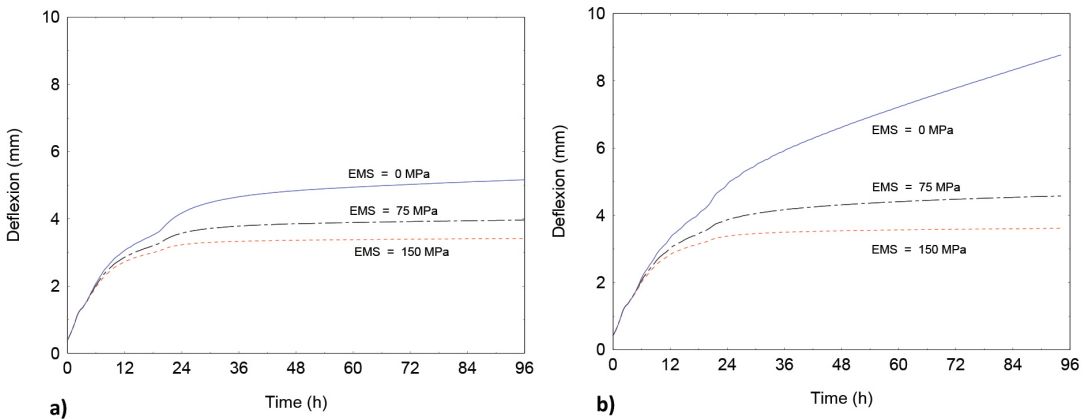 10
8
6
4
2
0
Deflexion (mm)
EMS = 0 MPa
EMS = 75 MPa
EMS = 150 MPa
0 12 24 36 48 60 72 84 96
Time (h)
a)
10
8
6
4
2
0
Deflexion (mm)
EMS = 0 MPa
EMS = 75 MPa
EMS = 150 MPa
0 12 24 36 48 60 72 84 96
Time (h)
b)